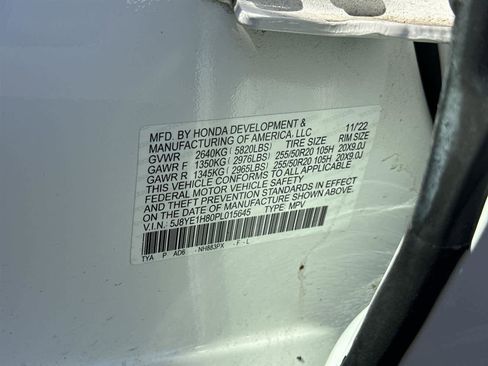 MFD. BY HONDA DEVELOPMENT &
MANUFACTURING OF AMERICA, LLC 11/22
GVWR 2640KG (5820LBS) TIRE SIZE RIM SIZE
GAWR F 1350KG (2976LBS) 255/50R20 105H 20X9.0J
GAWR R 1345KG (2965LBS) 255/50R20 105H 20X9.0J
THIS VEHICLE CONFORMS TO ALL APPLICABLE
FEDERAL MOTOR VEHICLE SAFETY, BUMPER,
AND THEFT PREVENTION STANDARDS IN EFFECT
ON THE DATE OF MANUFACTURE SHOWN ABOVE.
V.I.N. 5J8YE1H80PL015645 TYPE: MPV
TYA P AD6 NH883PX F - L